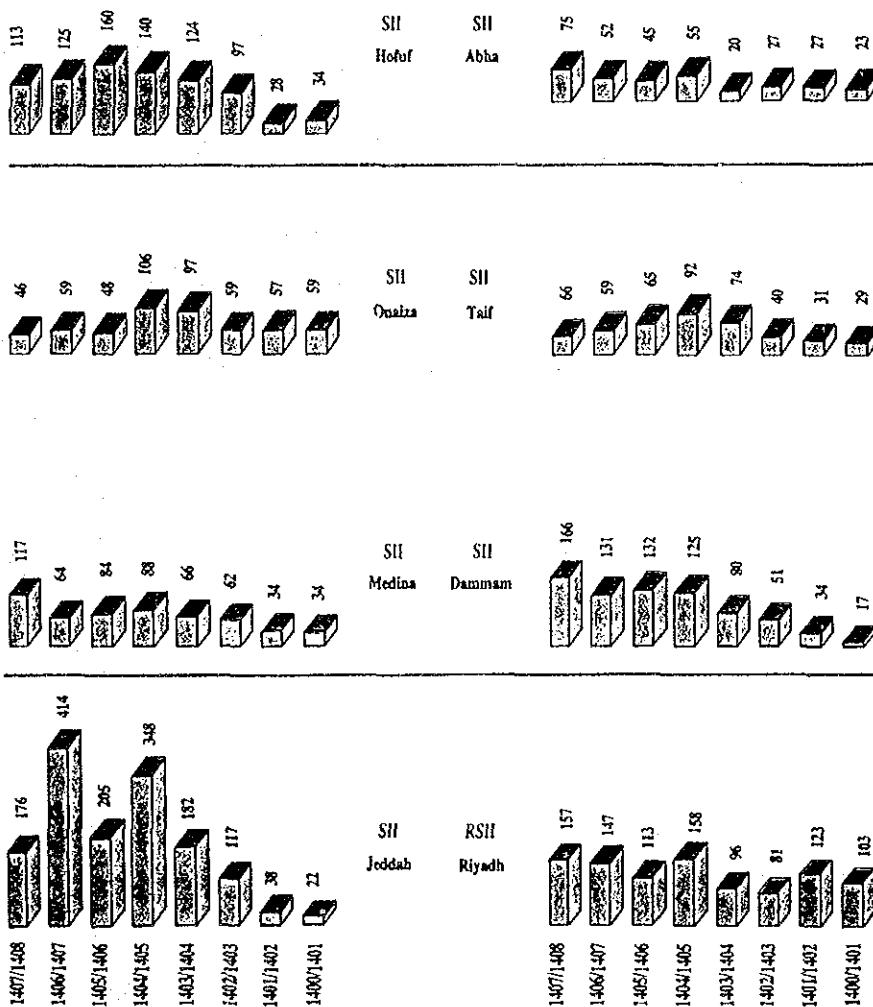 113 125 160 140 124 97 28 34
SII
Hofuf
SII
Abha
75 52 45 55 20 27 27 23
46 59 48 106 97 59 57 59
SII
Onaiza
SII
Taif
66 59 65 92 74 40 31 29
117 64 84 88 66 62 34 34
SII
Medina
SII
Dammam
166 131 132 125 80 51 34 17
176 414 205 348 182 117 38 22
SII
Jeddah
RSII
Riyadh
157 147 113 158 96 81 123 103
1407/1408
1406/1407
1405/1406
1404/1405
1403/1404
1402/1403
1401/1402
1400/1401
1407/1408
1406/1407
1405/1406
1404/1405
1403/1404
1402/1403
1401/1402
1400/1401